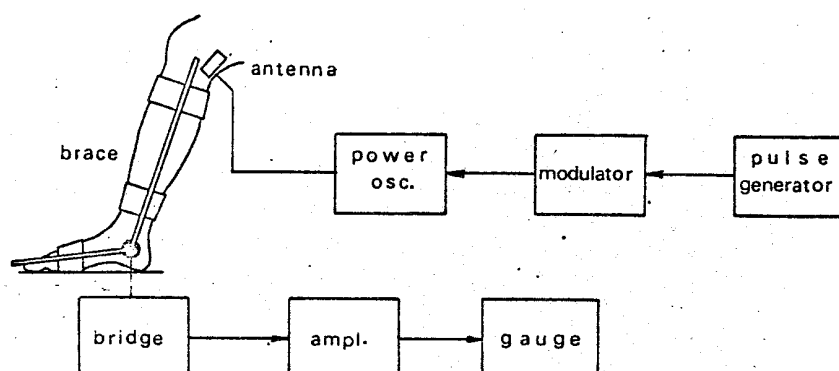 antenna
brace
power
osc.
modulator
pulse
generator
bridge
ampl.
gauge